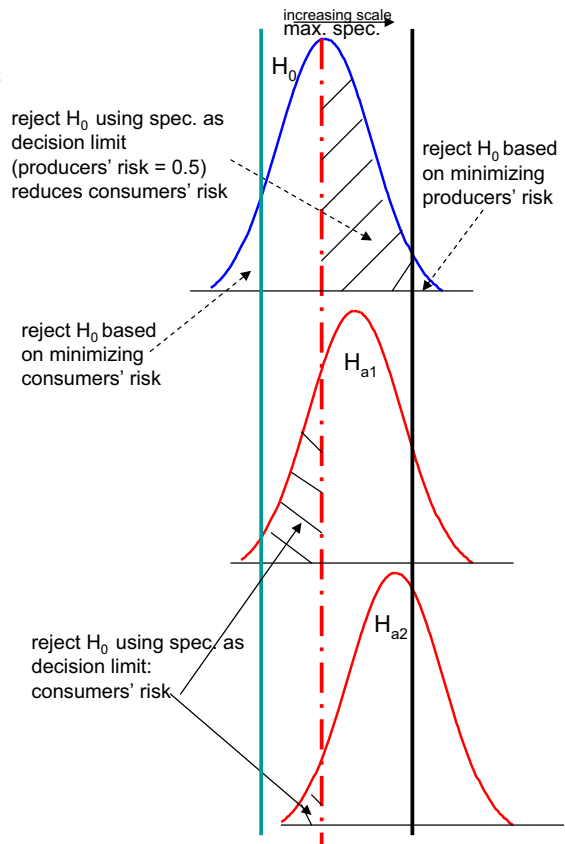 increasing scale
max. spec.
H₀
reject H₀ using spec. as
decision limit
(producers' risk = 0.5)
reduces consumers' risk
reject H₀ based
on minimizing
producers' risk
reject H₀ based
on minimizing
consumers' risk
Hₐ₁
reject H₀ using spec. as
decision limit:
consumers' risk
Hₐ₂